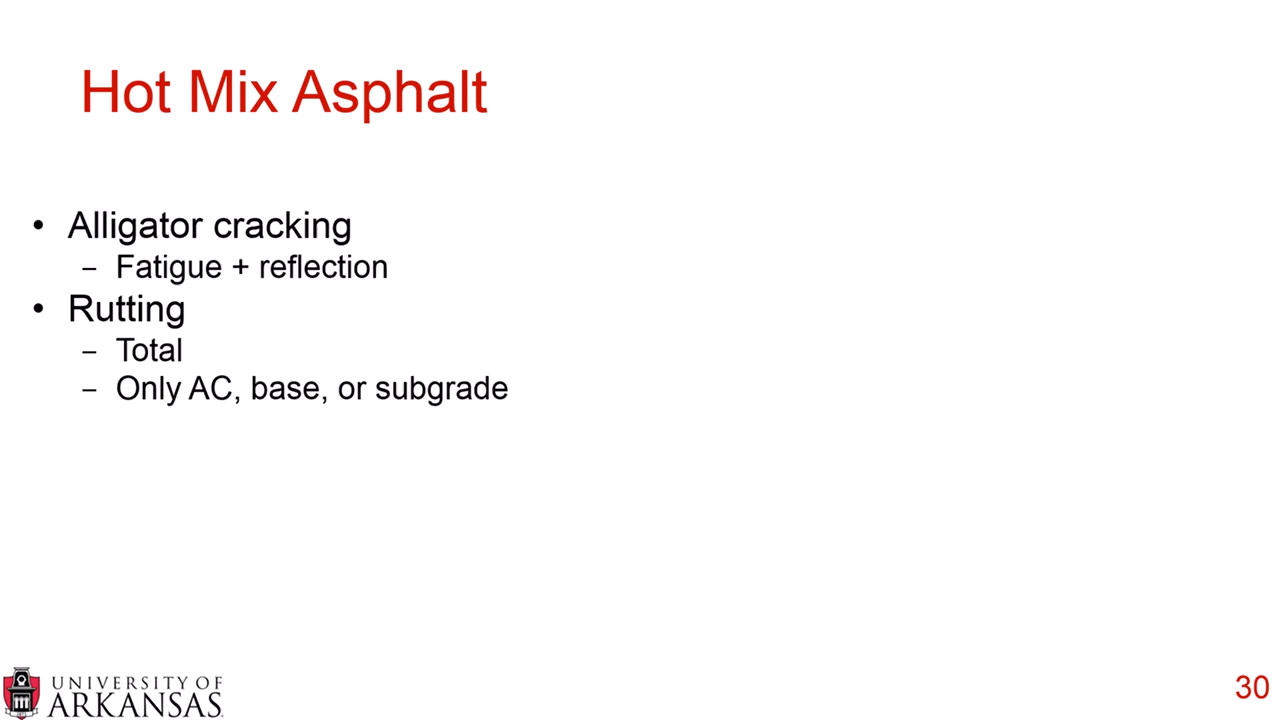 Hot Mix Asphalt
• Alligator cracking
– Fatigue + reflection
• Rutting
– Total
– Only AC, base, or subgrade
UNIVERSITY OF
ARKANSAS
30